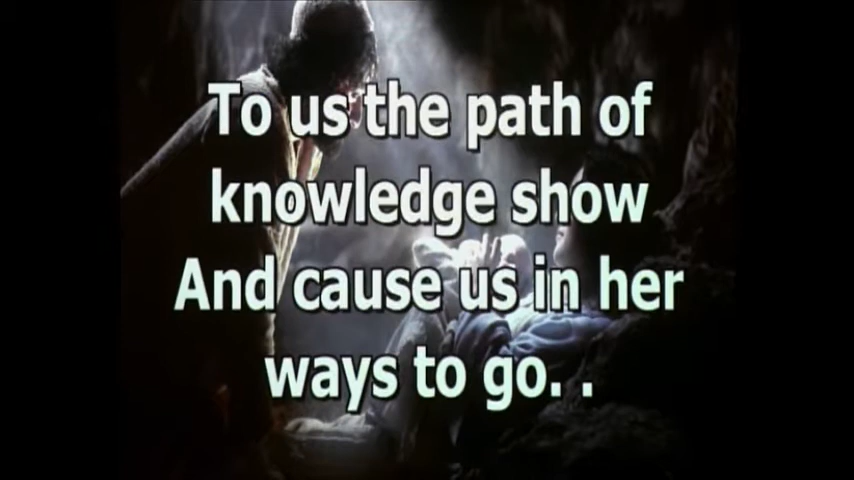 To us the path of
knowledge show
And cause us in her
ways to go. .